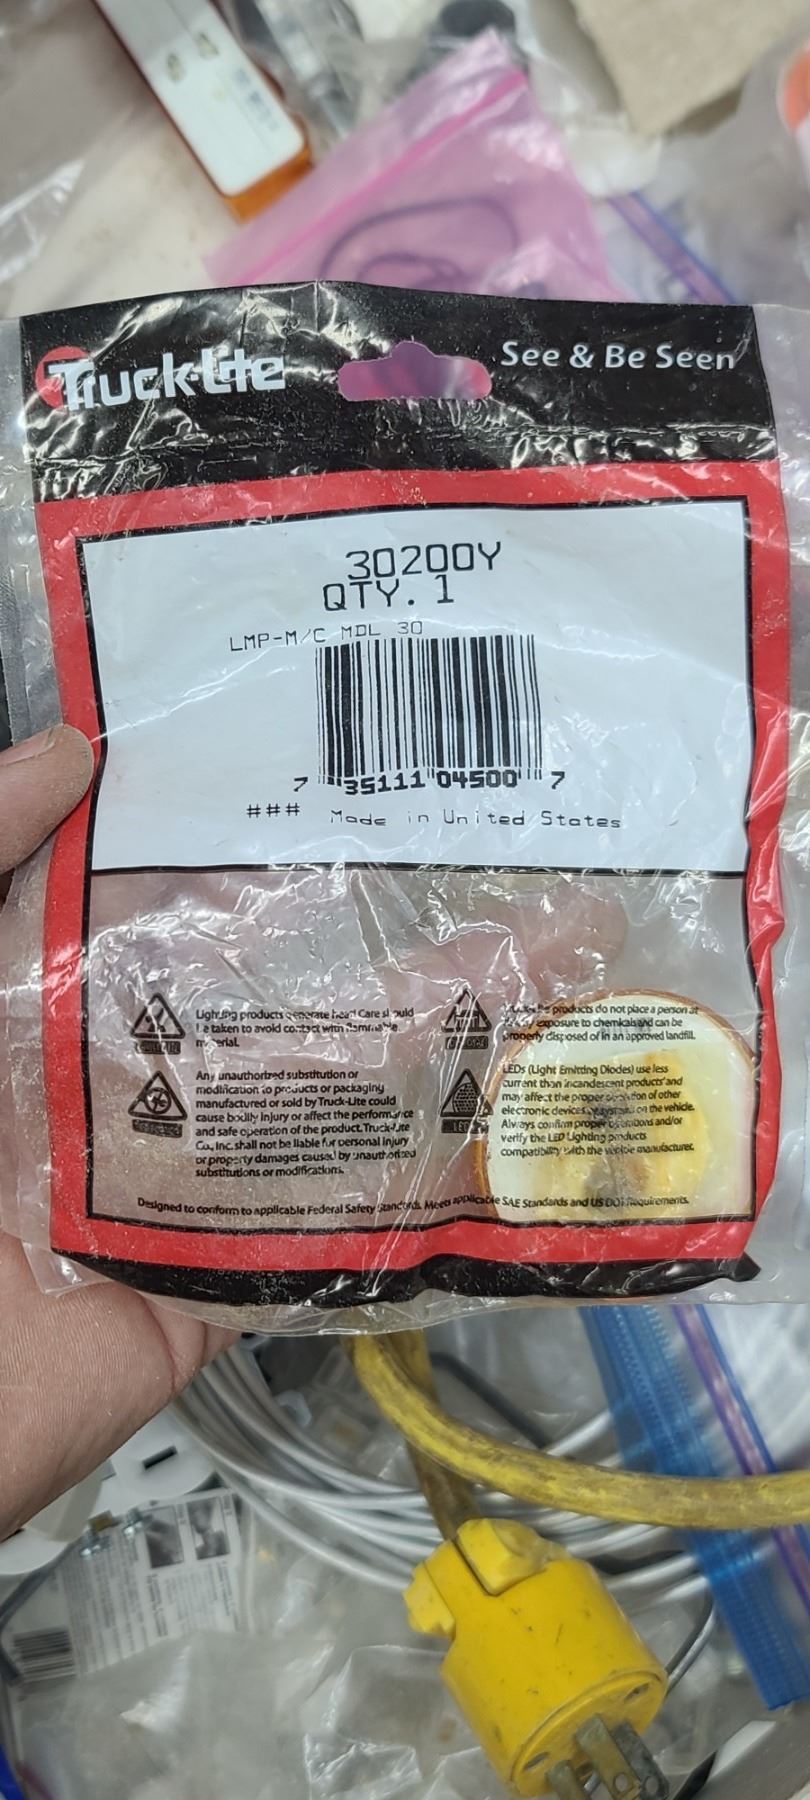 Truck-Lite
See & Be Seen
30200Y
QTY. 1
LMP-M/C MDL 30
7 35111 04500 7
### Made in United States
Lighting products generate heat! Care should
be taken to avoid contact with flammable
material.
Any unauthorized substitution or
modification to products or packaging
manufactured or sold by Truck-Lite could
cause bodily injury or affect the performance
and safe operation of the product. Truck-Lite
Co., Inc. shall not be liable for personal injury
or property damages caused by unauthorized
substitutions or modifications.
Truck-Lite products do not place a person at
exposure to chemicals and can be
properly disposed of in an approved landfill.
LEDs (Light Emitting Diodes) use less
current than incandescent products and
may affect the proper operation of other
electronic devices systems on the vehicle.
Always confirm proper operations and/or
verify the LED Lighting products
compatibility with the vehicle manufacturer.
Designed to conform to applicable Federal Safety Standards. Meets applicable SAE Standards and US DOT Requirements.